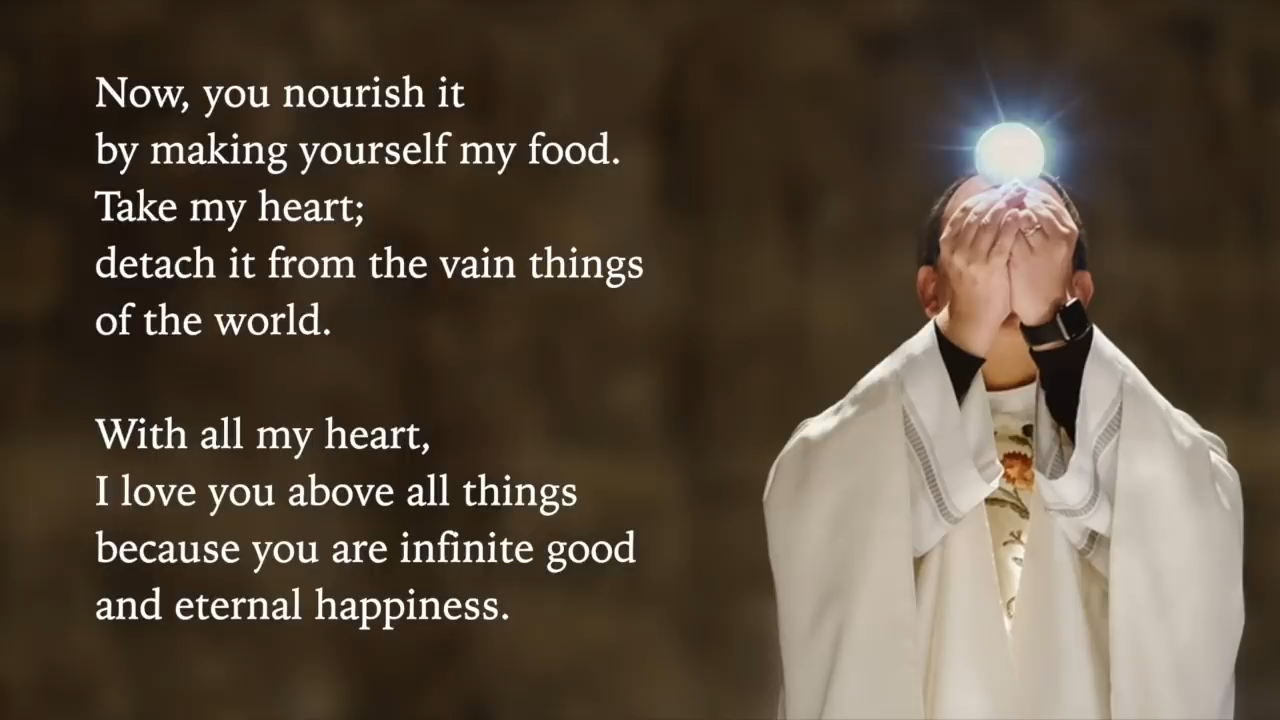 Now, you nourish it
by making yourself my food.
Take my heart;
detach it from the vain things
of the world.
With all my heart,
I love you above all things
because you are infinite good
and eternal happiness.